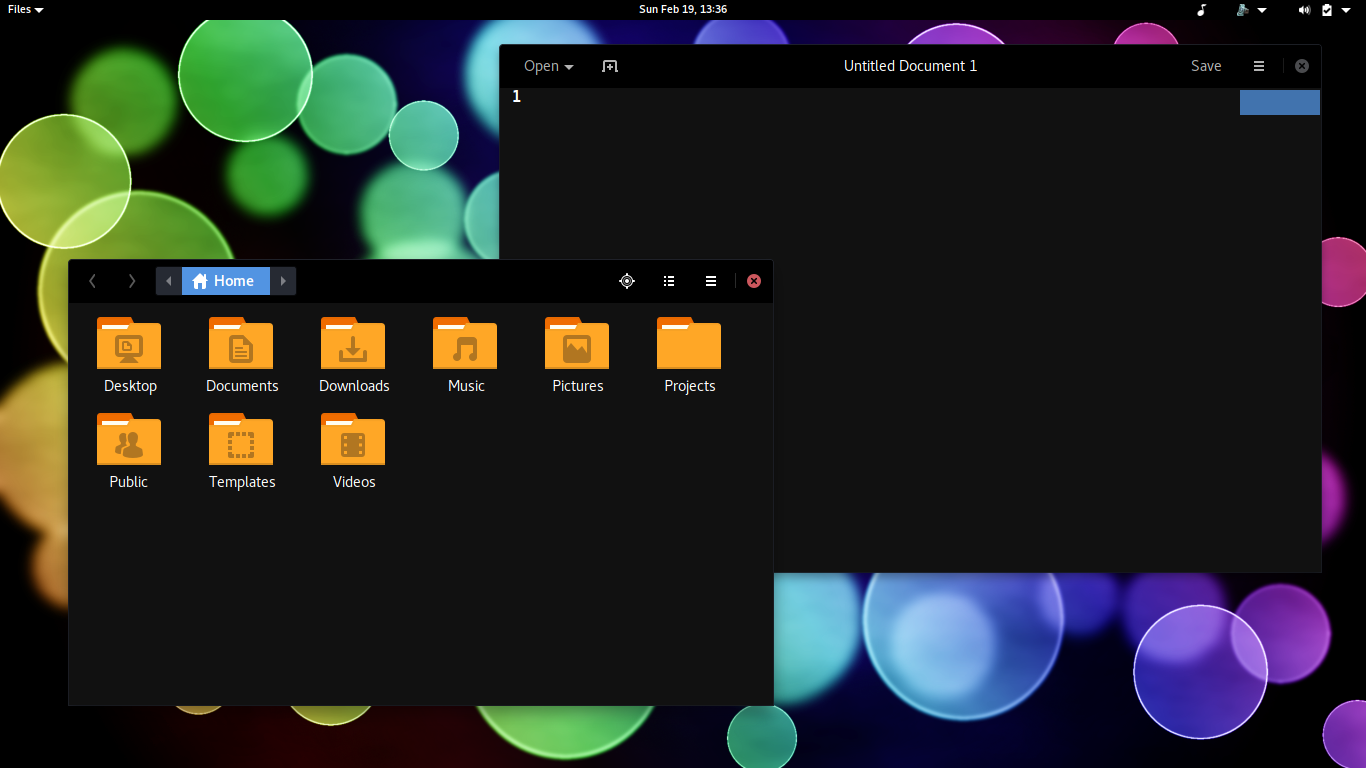 Files Sun Feb 19, 13:36
Open Untitled Document 1 Save
1
Home
Desktop Documents Downloads Music Pictures Projects
Public Templates Videos